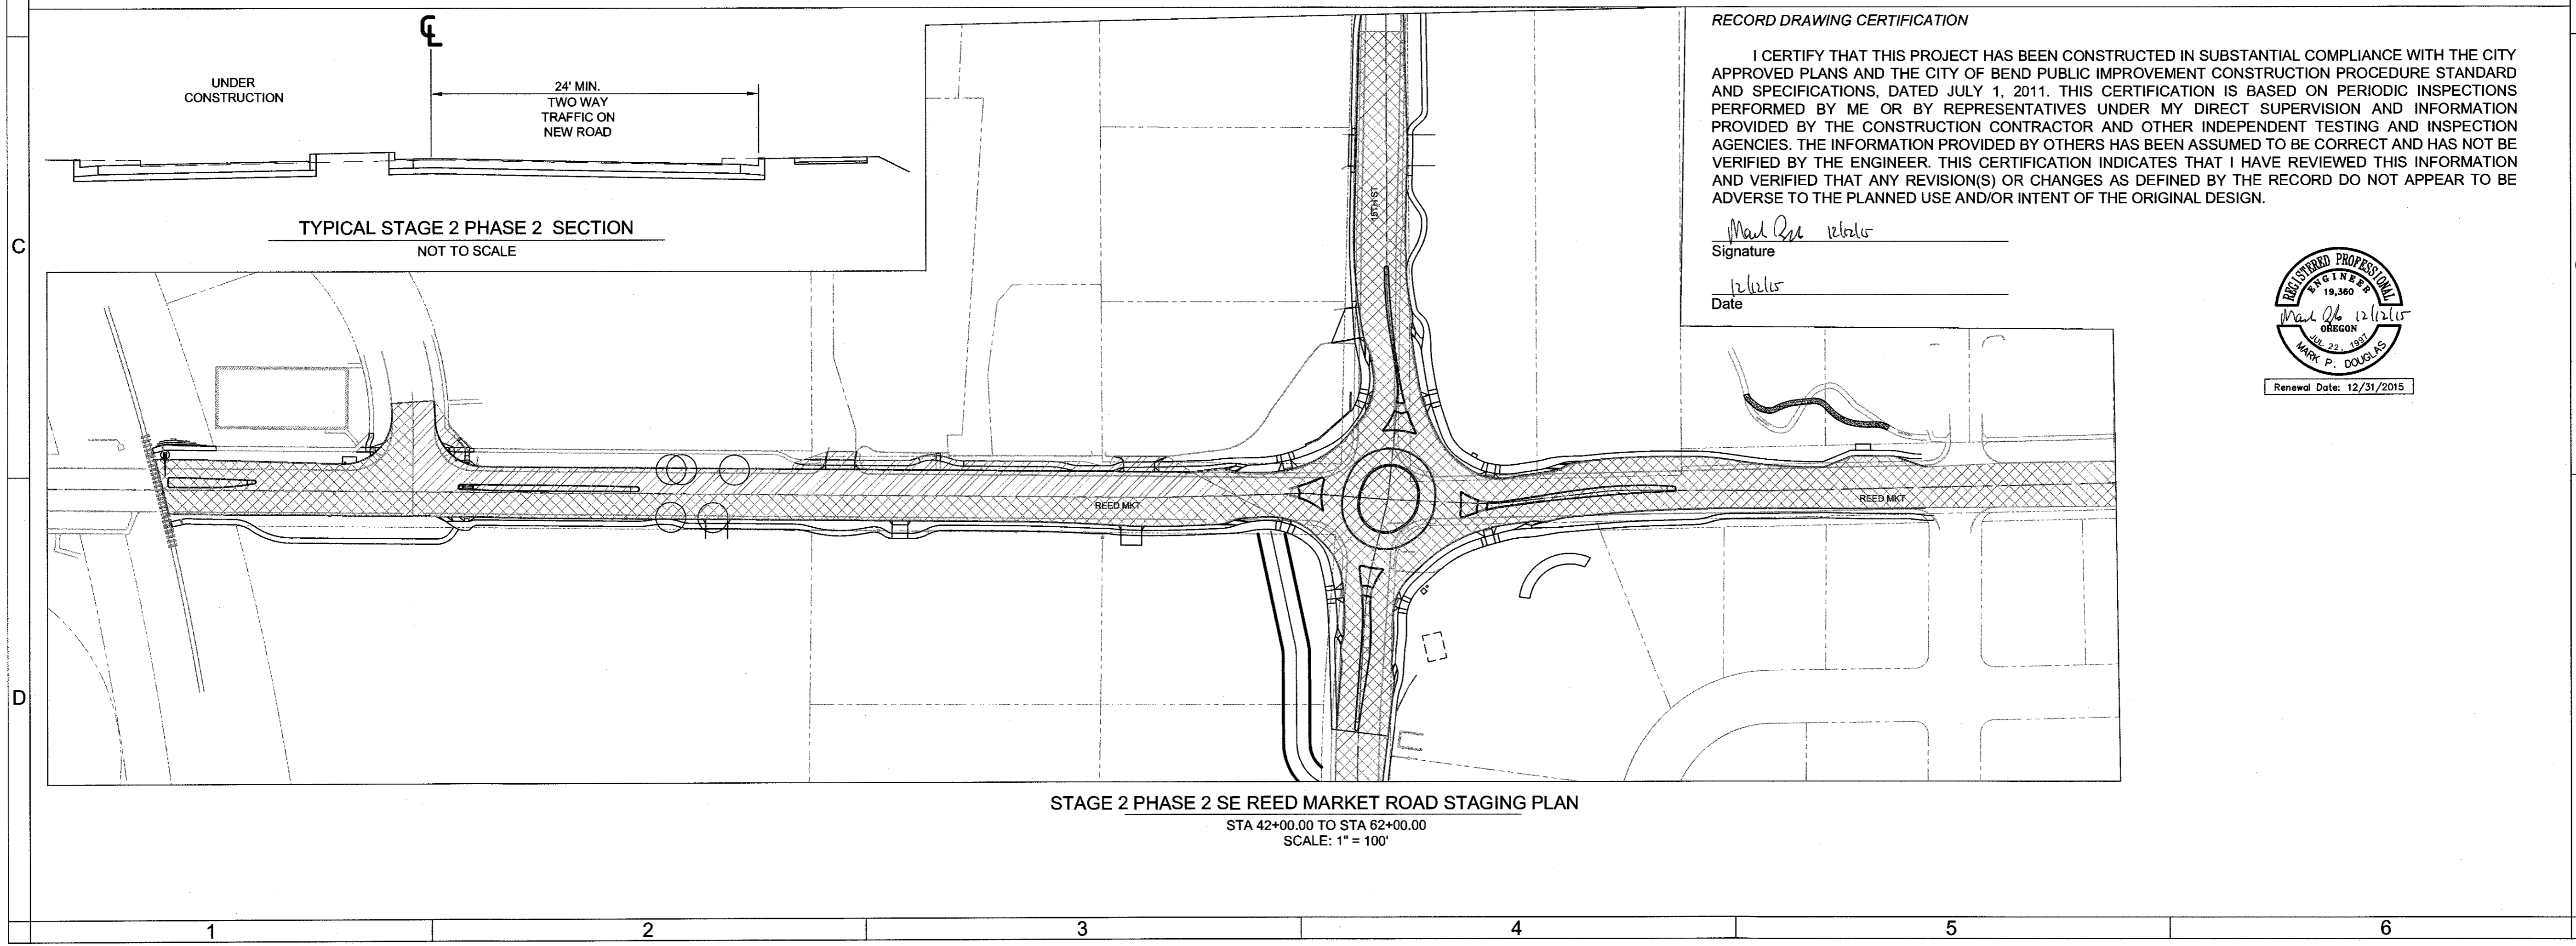 ℄
UNDER
CONSTRUCTION
24' MIN.
TWO WAY
TRAFFIC ON
NEW ROAD
TYPICAL STAGE 2 PHASE 2 SECTION
NOT TO SCALE
RECORD DRAWING CERTIFICATION
I CERTIFY THAT THIS PROJECT HAS BEEN CONSTRUCTED IN SUBSTANTIAL COMPLIANCE WITH THE CITY
APPROVED PLANS AND THE CITY OF BEND PUBLIC IMPROVEMENT CONSTRUCTION PROCEDURE STANDARD
AND SPECIFICATIONS, DATED JULY 1, 2011. THIS CERTIFICATION IS BASED ON PERIODIC INSPECTIONS
PERFORMED BY ME OR BY REPRESENTATIVES UNDER MY DIRECT SUPERVISION AND INFORMATION
PROVIDED BY THE CONSTRUCTION CONTRACTOR AND OTHER INDEPENDENT TESTING AND INSPECTION
AGENCIES. THE INFORMATION PROVIDED BY OTHERS HAS BEEN ASSUMED TO BE CORRECT AND HAS NOT BE
VERIFIED BY THE ENGINEER. THIS CERTIFICATION INDICATES THAT I HAVE REVIEWED THIS INFORMATION
AND VERIFIED THAT ANY REVISION(S) OR CHANGES AS DEFINED BY THE RECORD DO NOT APPEAR TO BE
ADVERSE TO THE PLANNED USE AND/OR INTENT OF THE ORIGINAL DESIGN.
Signature
12/12/15
Date
REGISTERED PROFESSIONAL
ENGINEER
19,360
12/12/15
OREGON
JUL 22, 1997
MARK P. DOUGLAS
Renewal Date: 12/31/2015
C
15TH ST
REED MKT
REED MKT
D
STAGE 2 PHASE 2 SE REED MARKET ROAD STAGING PLAN
STA 42+00.00 TO STA 62+00.00
SCALE: 1" = 100'
1 2 3 4 5 6